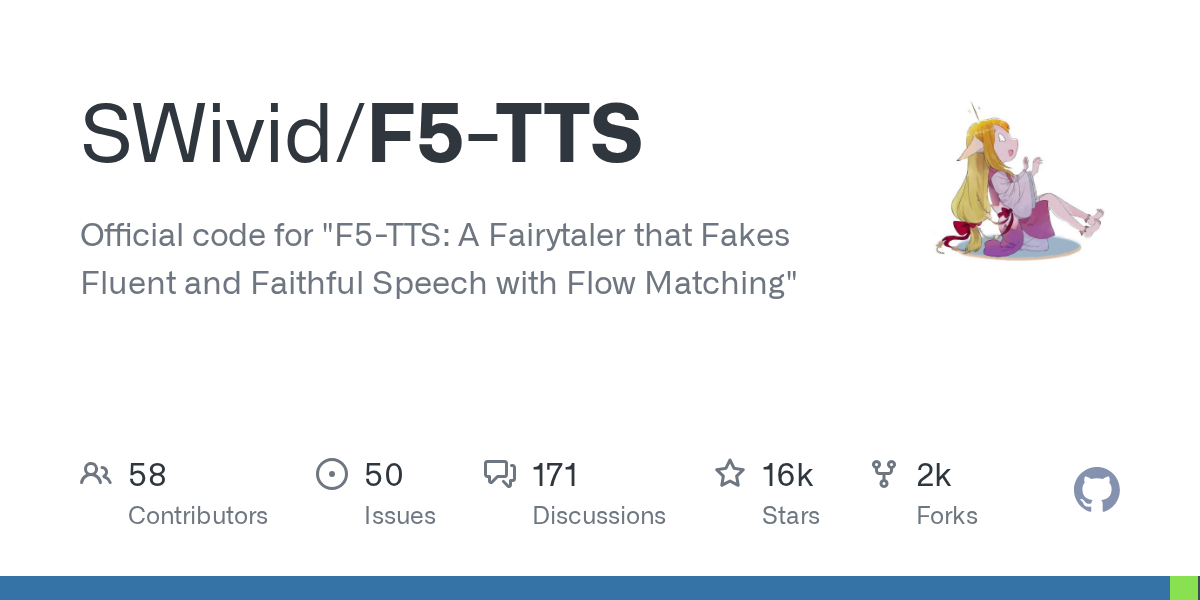 SWivid/F5-TTS
Official code for "F5-TTS: A Fairytaler that Fakes
Fluent and Faithful Speech with Flow Matching"
58 50 171 16k 2k
Contributors Issues Discussions Stars Forks